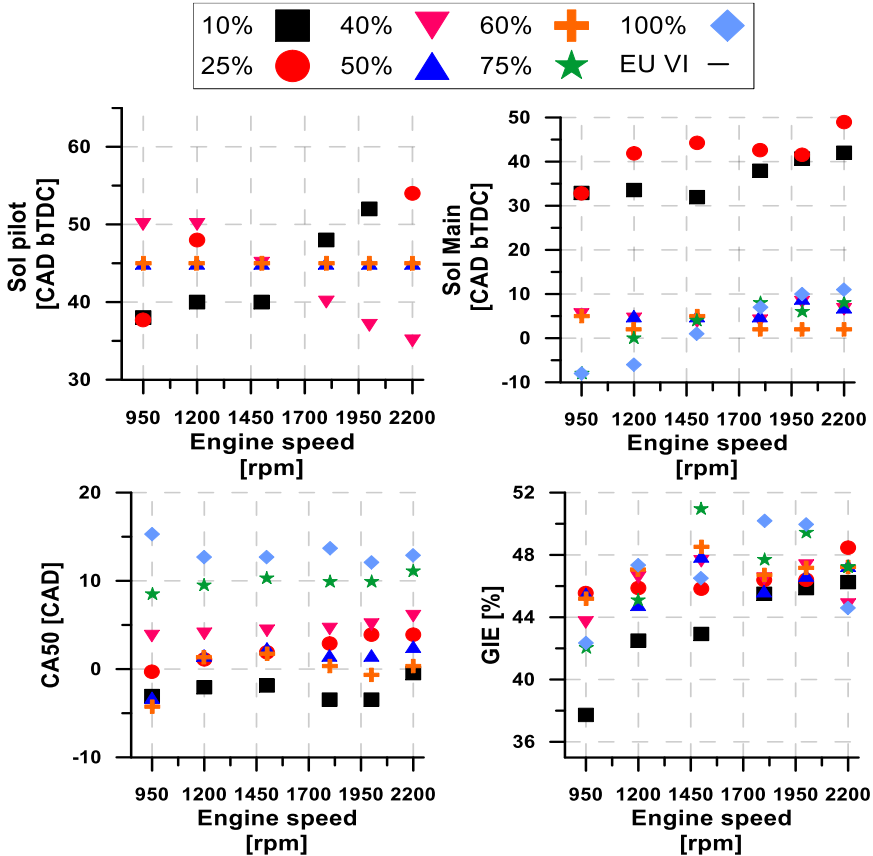 10% 40% 60% 100%
25% 50% 75% EU VI
60
50
40
30
SoI pilot
[CAD bTDC]
950 1200 1450 1700 1950 2200
Engine speed
[rpm]
50
40
30
20
10
0
-10
SoI Main
[CAD bTDC]
950 1200 1450 1700 1950 2200
Engine speed
[rpm]
20
10
0
-10
CA50 [CAD]
950 1200 1450 1700 1950 2200
Engine speed
[rpm]
52
48
44
40
36
GIE [%]
950 1200 1450 1700 1950 2200
Engine speed
[rpm]